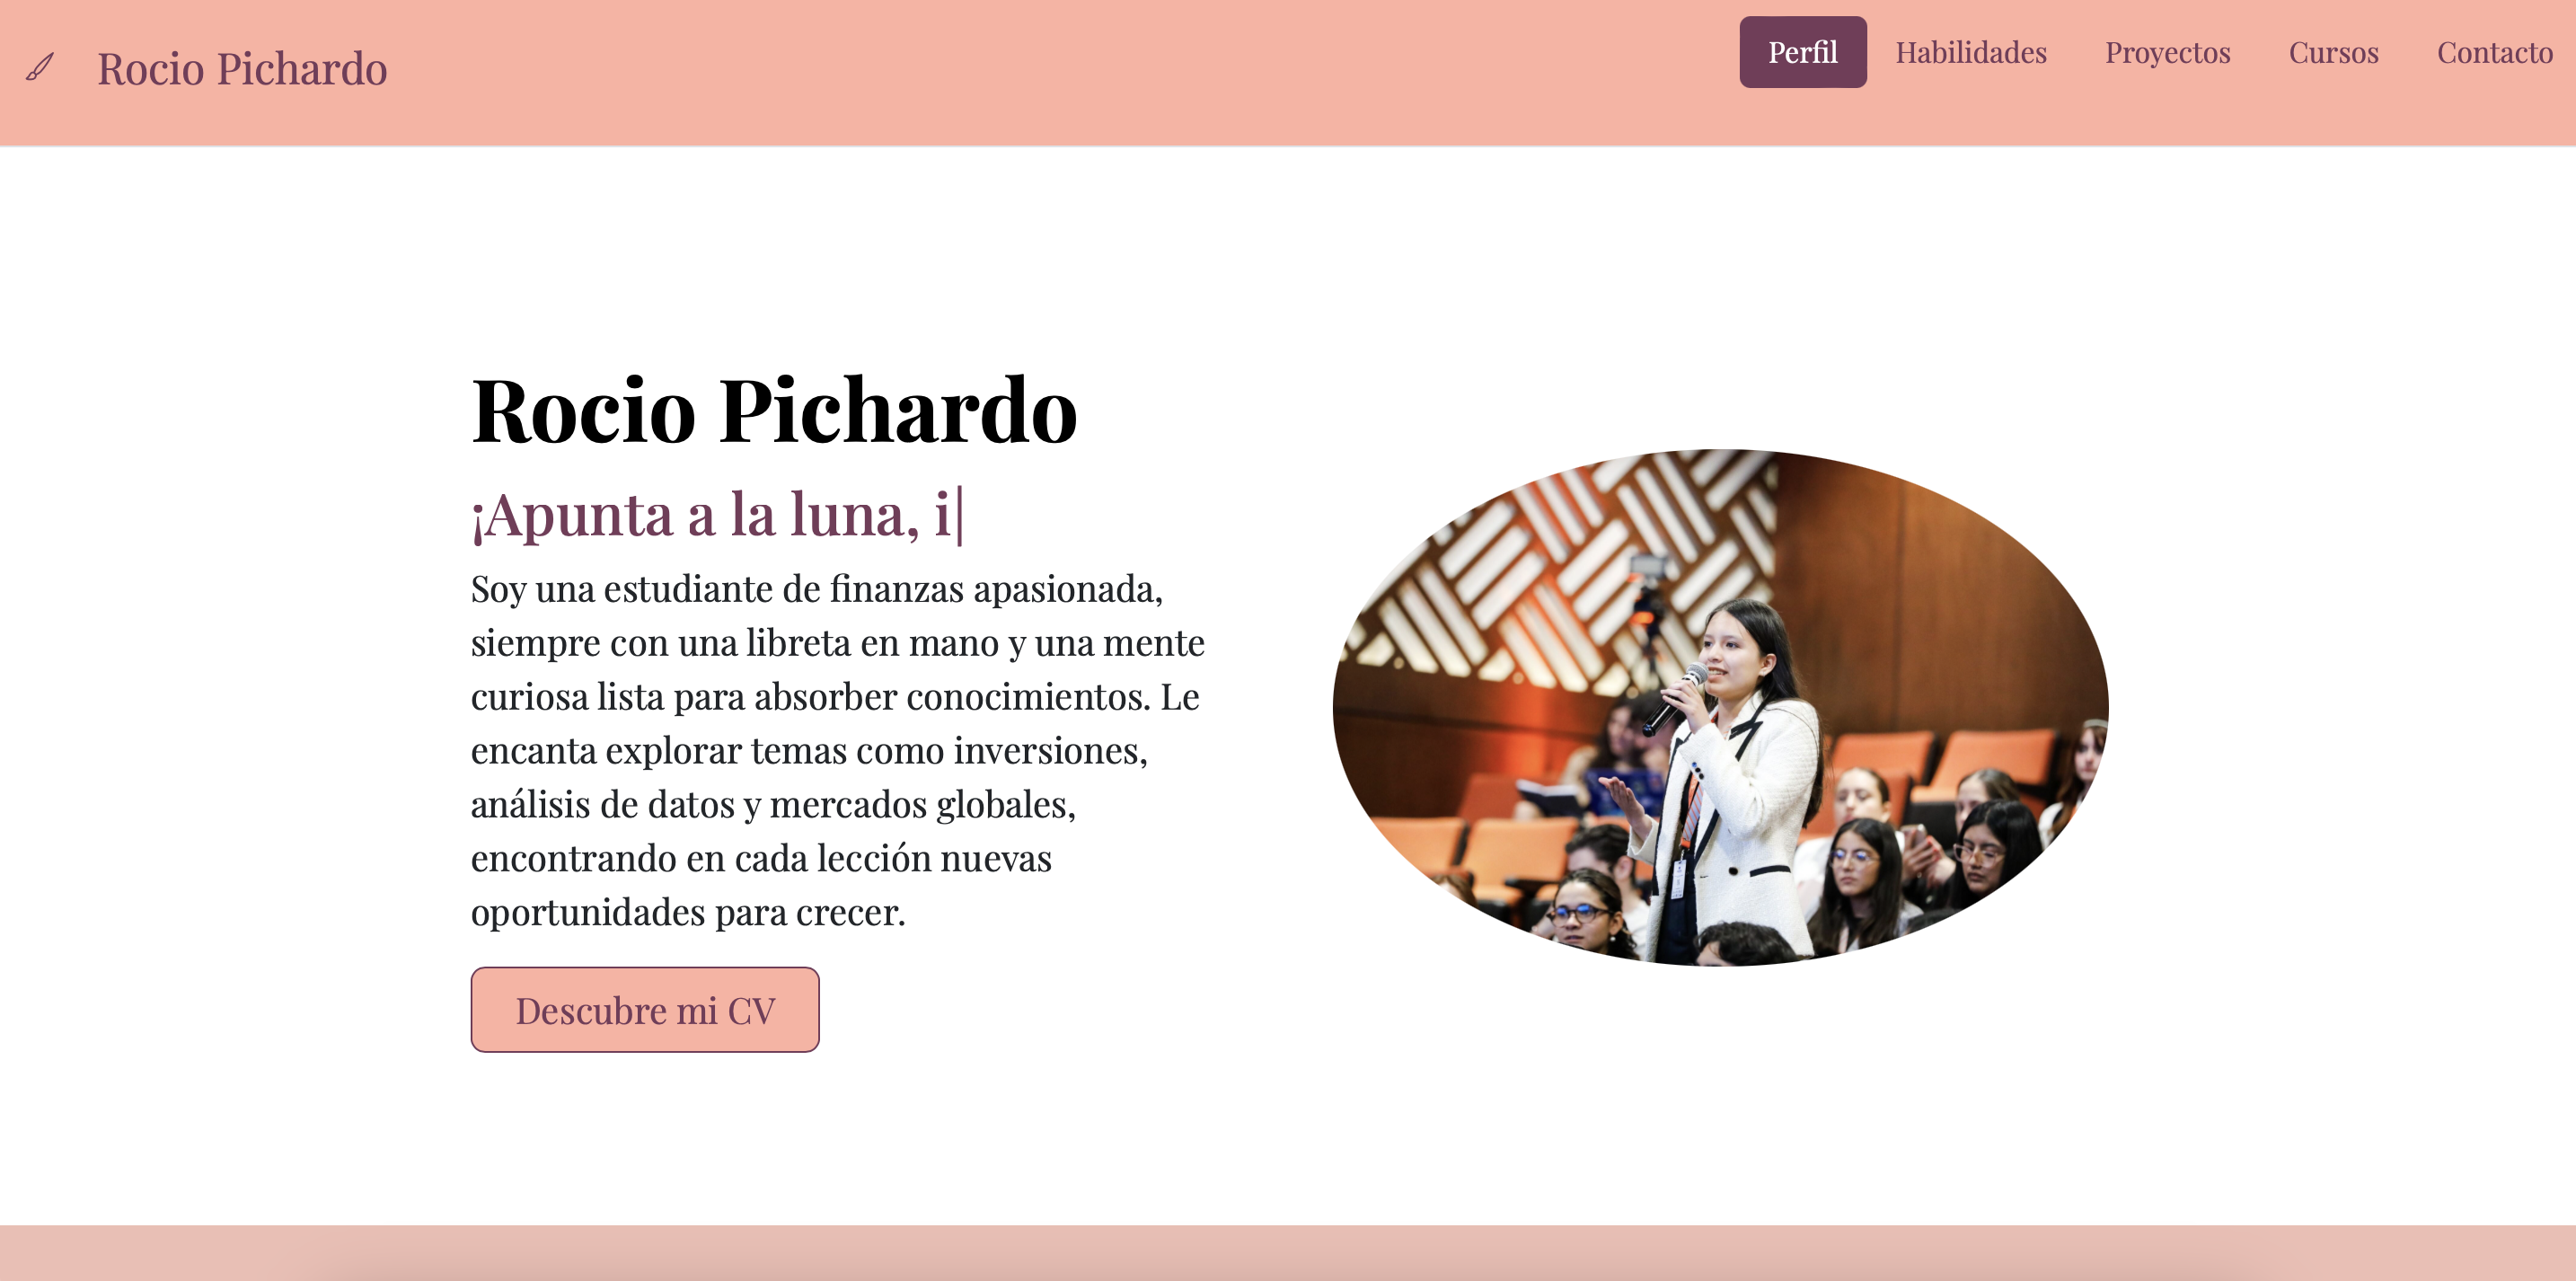 Rocio Pichardo
Perfil
Habilidades
Proyectos
Cursos
Contacto
Rocio Pichardo
¡Apunta a la luna, i|
Soy una estudiante de finanzas apasionada,
siempre con una libreta en mano y una mente
curiosa lista para absorber conocimientos. Le
encanta explorar temas como inversiones,
análisis de datos y mercados globales,
encontrando en cada lección nuevas
oportunidades para crecer.
Descubre mi CV